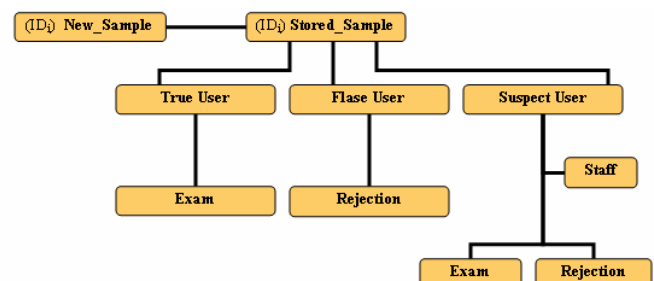 (IDi) New_Sample
(IDi) Stored_Sample
True User
Flase User
Suspect User
Staff
Exam
Rejection
Exam
Rejection